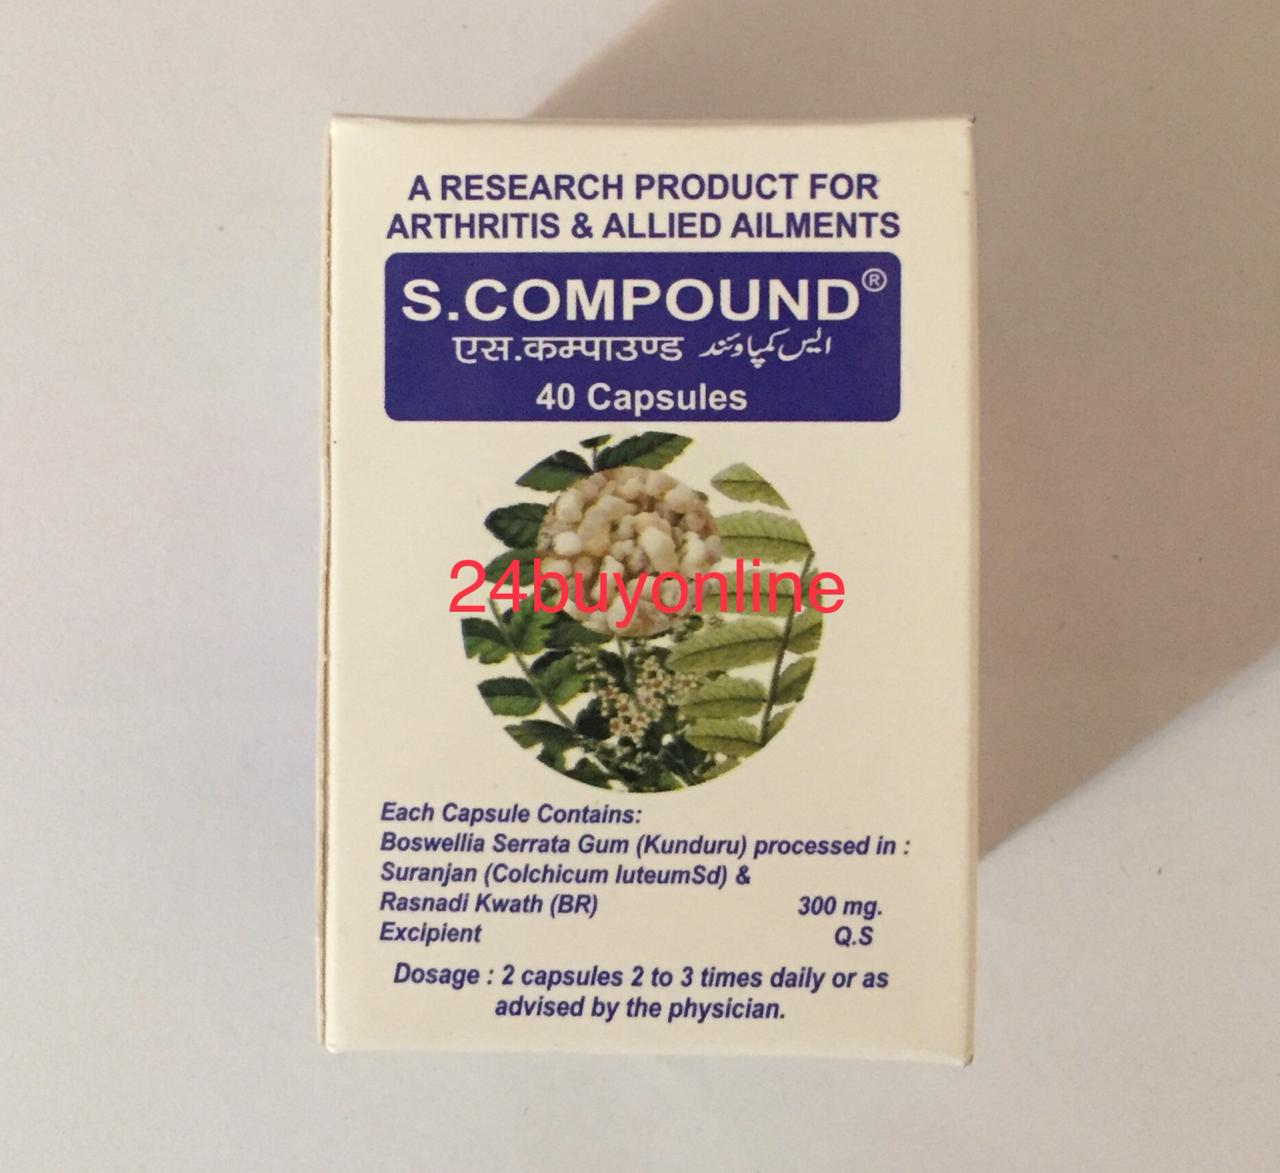 A RESEARCH PRODUCT FOR
ARTHRITIS & ALLIED AILMENTS
S.COMPOUND®
एस.कम्पाउण्ड ایس کمپاؤنڈ
40 Capsules
24buyonline
Each Capsule Contains:
Boswellia Serrata Gum (Kunduru) processed in :
Suranjan (Colchicum luteumSd) &
Rasnadi Kwath (BR) 300 mg.
Excipient Q.S
Dosage : 2 capsules 2 to 3 times daily or as
advised by the physician.